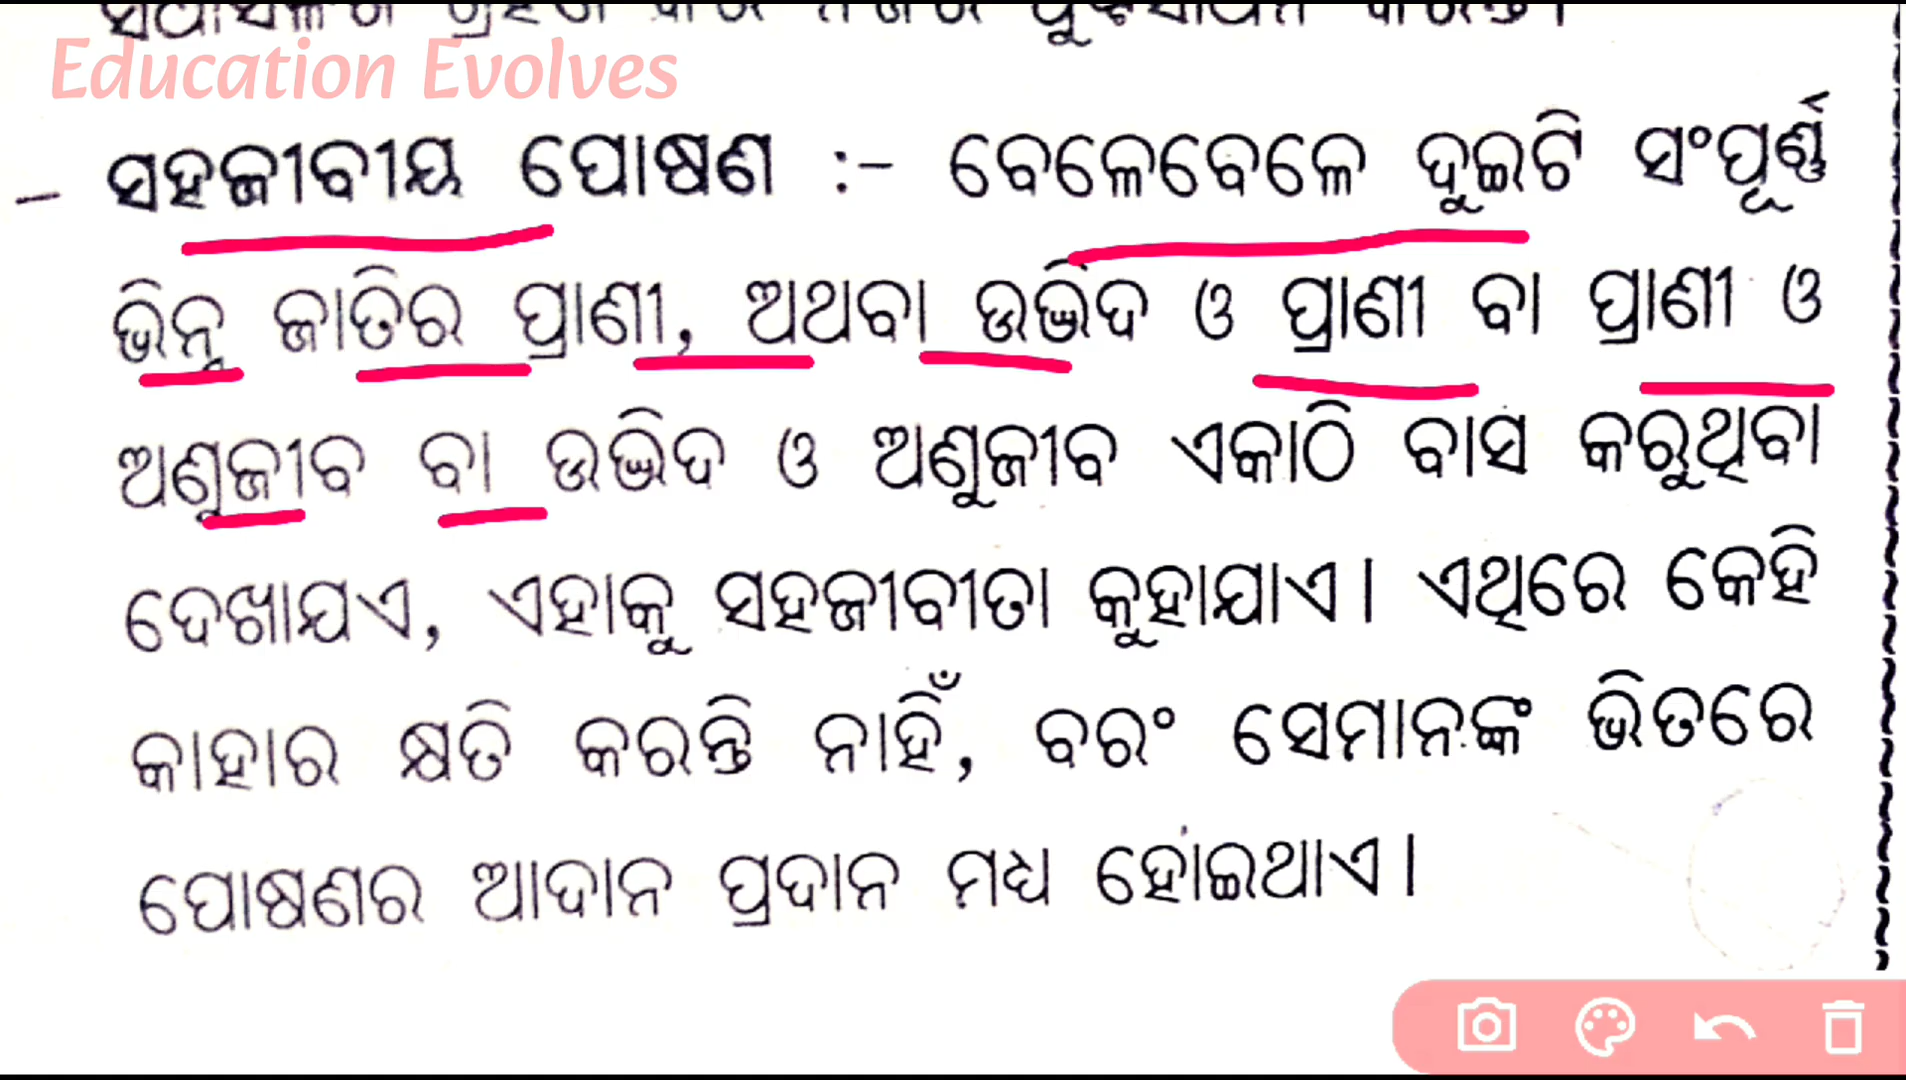 Education Evolves
– ସହଜୀବୀୟ ପୋଷଣ :– ବେଳେବେଳେ ଦୁଇଟି ସଂପୂର୍ଣ୍ଣ
ଭିନ୍ନ ଜାତିର ପ୍ରାଣୀ, ଅଥବା ଉଦ୍ଭିଦ ଓ ପ୍ରାଣୀ ବା ପ୍ରାଣୀ ଓ
ଅଣୁଜୀବ ବା ଉଦ୍ଭିଦ ଓ ଅଣୁଜୀବ ଏକାଠି ବାସ କରୁଥିବା
ଦେଖାଯଏ, ଏହାକୁ ସହଜୀବୀତା କୁହାଯାଏ।  ଏଥିରେ କେହି
କାହାର କ୍ଷତି କରନ୍ତି ନାହିଁ, ବରଂ ସେମାନଙ୍କ ଭିତରେ
ପୋଷଣର ଆଦାନ ପ୍ରଦାନ ମଧ୍ୟ ହୋଇଥାଏ।